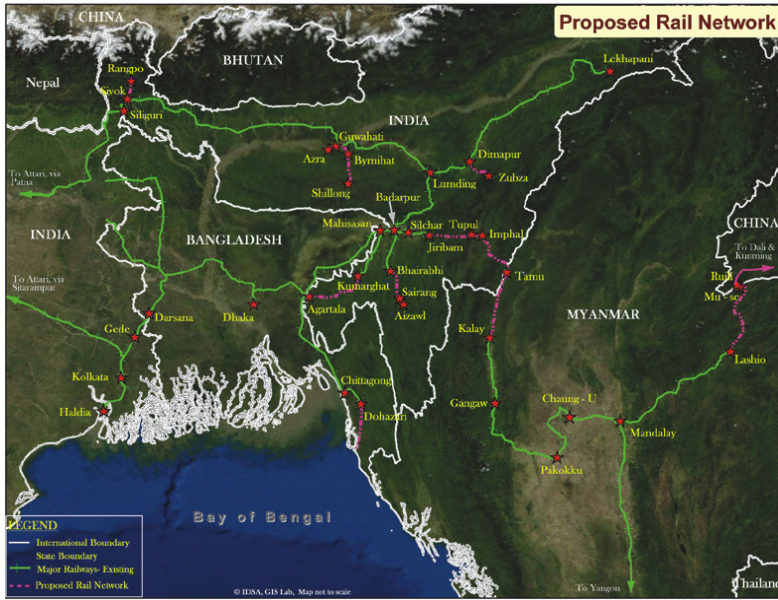 Proposed Rail Network
CHINA
BHUTAN
Nepal
Rangpo
Sivok
Siliguri
Lekhapani
INDIA
Guwahati
Azra
Byrnihat
Shillong
Dimapur
Zubza
Lumding
To Attari, via
Patna
Badarpur
Mahisasan
Silchar
Jiribam
Tupul
Imphal
CHINA
To Dali &
Kunming
INDIA
BANGLADESH
Bhairabhi
Sairang
Aizawl
Kumarghat
Agartala
Tamu
Ruili
Mu - se
To Attari, via
Sitarampur
Dhaka
Darsana
Gede
MYANMAR
Kalay
Lashio
Kolkata
Haldia
Chittagong
Dohazari
Gangaw
Chaung - U
Mandalay
Pakokku
Bay of Bengal
LEGEND
International Boundary
State Boundary
Major Railways- Existing
Proposed Rail Network
© IDSA, GIS Lab, Map not to scale
To Yangon
Thailand